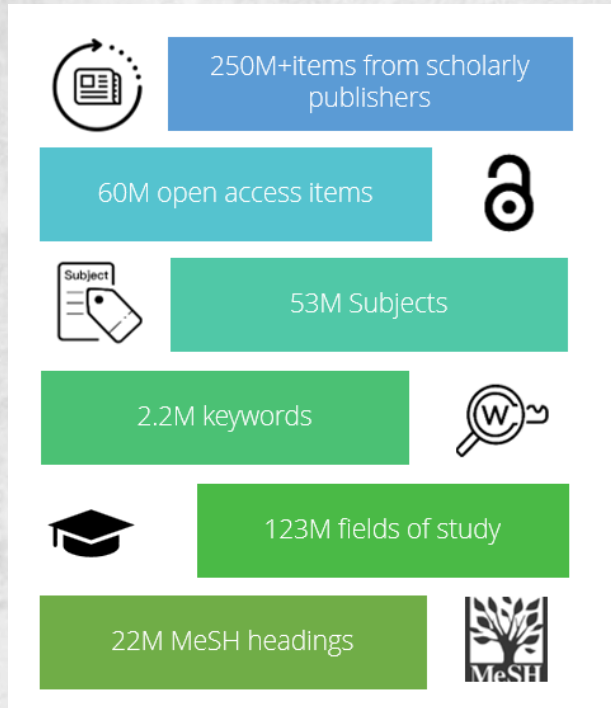 250M+items from scholarly
publishers
60M open access items
Subject
53M Subjects
2.2M keywords
W
123M fields of study
22M MeSH headings
MeSH